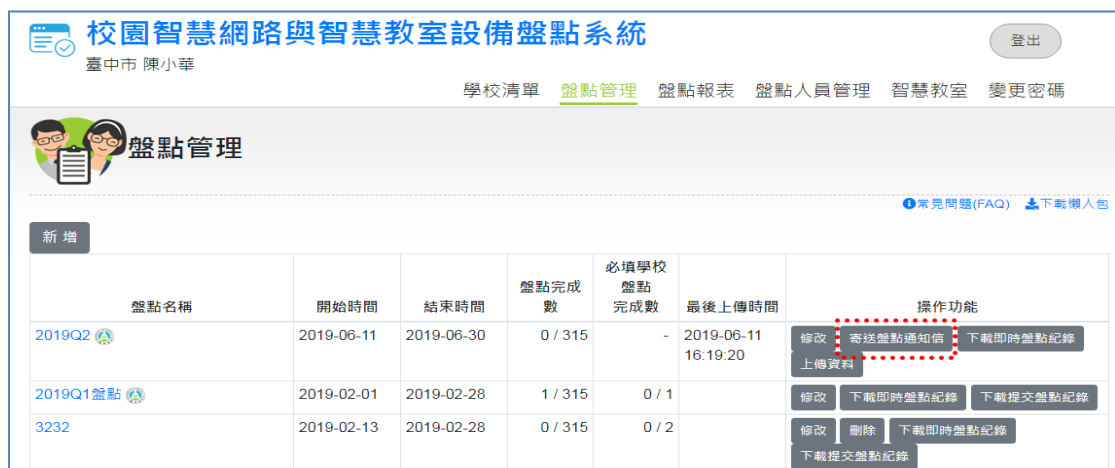 校園智慧網路與智慧教室設備盤點系統
登出
臺中市 陳小華
學校清單 盤點管理 盤點報表 盤點人員管理 智慧教室 變更密碼
盤點管理
常見問題(FAQ) 下載懶人包
新 增
盤點名稱 開始時間 結束時間 盤點完成數 必填學校盤點完成數 最後上傳時間 操作功能
2019Q2 2019-06-11 2019-06-30 0 / 315 - 2019-06-11 16:19:20 修改 寄送盤點通知信 下載即時盤點紀錄
上傳資料
2019Q1盤點 2019-02-01 2019-02-28 1 / 315 0 / 1 修改 下載即時盤點紀錄 下載提交盤點紀錄
3232 2019-02-13 2019-02-28 0 / 315 0 / 2 修改 刪除 下載即時盤點紀錄
下載提交盤點紀錄